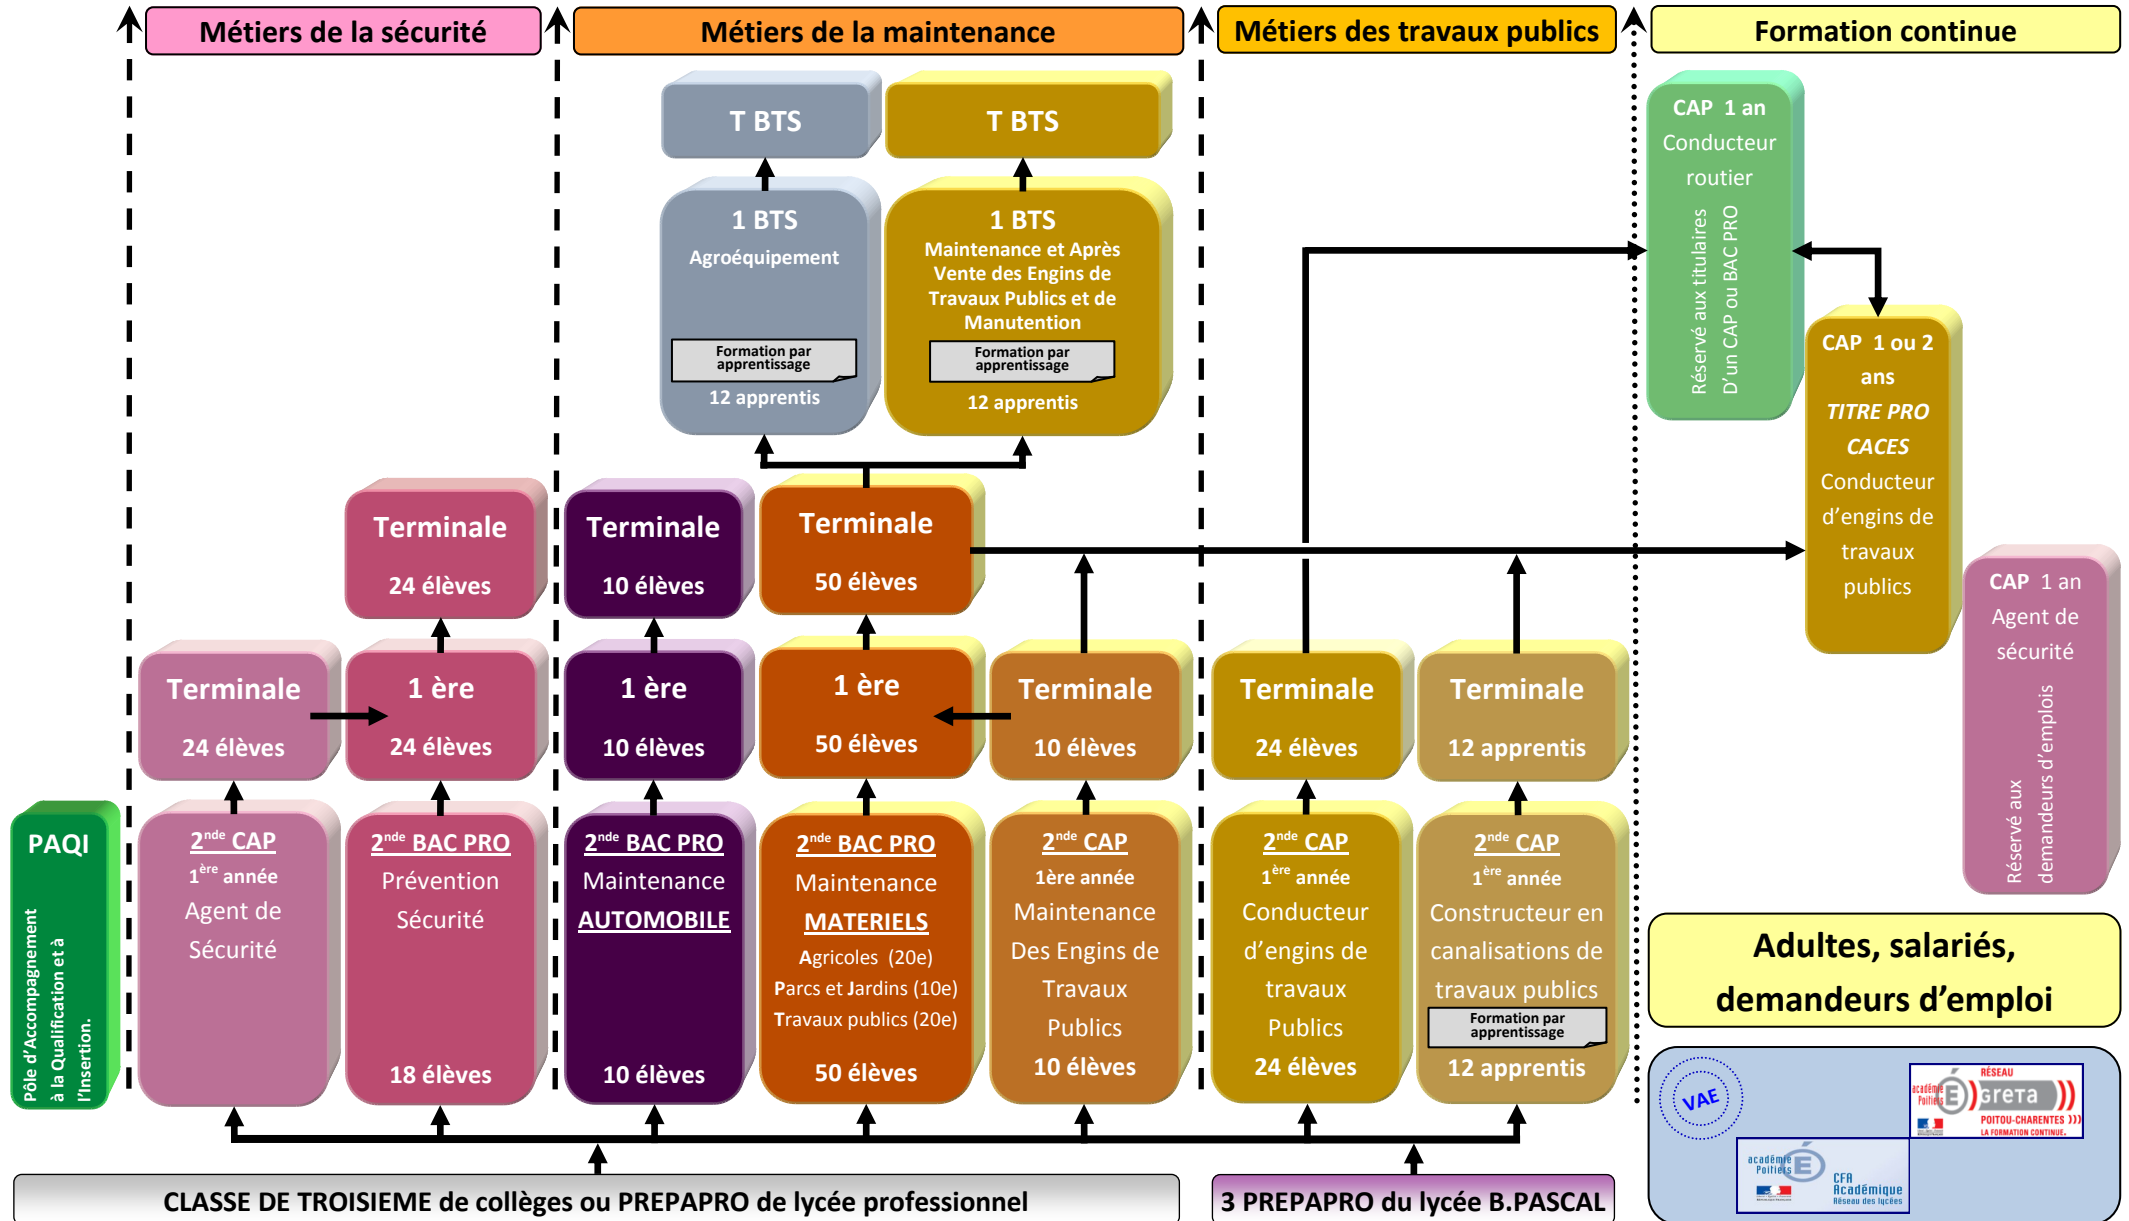 Métiers de la sécurité
Métiers de la maintenance
Métiers des travaux publics
Formation continue
T BTS
T BTS
1 BTS
Agroéquipement
Formation par
apprentissage
12 apprentis
1 BTS
Maintenance et Après
Vente des Engins de
Travaux Publics et de
Manutention
Formation par
apprentissage
12 apprentis
CAP 1 an
Conducteur
routier
Réservé aux titulaires
D'un CAP ou BAC PRO
CAP 1 ou 2
ans
TITRE PRO
CACES
Conducteur
d'engins de
travaux
publics
CAP 1 an
Agent de
sécurité
Réservé aux
demandeurs d'emplois
Terminale
24 élèves
Terminale
10 élèves
Terminale
50 élèves
Terminale
24 élèves
1 ère
24 élèves
1 ère
10 élèves
1 ère
50 élèves
Terminale
10 élèves
Terminale
24 élèves
Terminale
12 apprentis
PAQI
Pôle d'Accompagnement
à la Qualification et à
l'Insertion.
2nde CAP
1ère année
Agent de
Sécurité
2nde BAC PRO
Prévention
Sécurité
18 élèves
2nde BAC PRO
Maintenance
AUTOMOBILE
10 élèves
2nde BAC PRO
Maintenance
MATERIELS
Agricoles (20e)
Parcs et Jardins (10e)
Travaux publics (20e)
50 élèves
2nde CAP
1ère année
Maintenance
Des Engins de
Travaux
Publics
10 élèves
2nde CAP
1ère année
Conducteur
d'engins de
travaux
Publics
24 élèves
2nde CAP
1ère année
Constructeur en
canalisations de
travaux publics
Formation par
apprentissage
12 apprentis
Adultes, salariés,
demandeurs d'emploi
VAE
RÉSEAU
académie
Poitiers
É
GRETA
POITOU-CHARENTES )))
LA FORMATION CONTINUE.
académie
Poitiers
É
CFA
Académique
Réseau des lycées
CLASSE DE TROISIEME de collèges ou PREPAPRO de lycée professionnel
3 PREPAPRO du lycée B.PASCAL